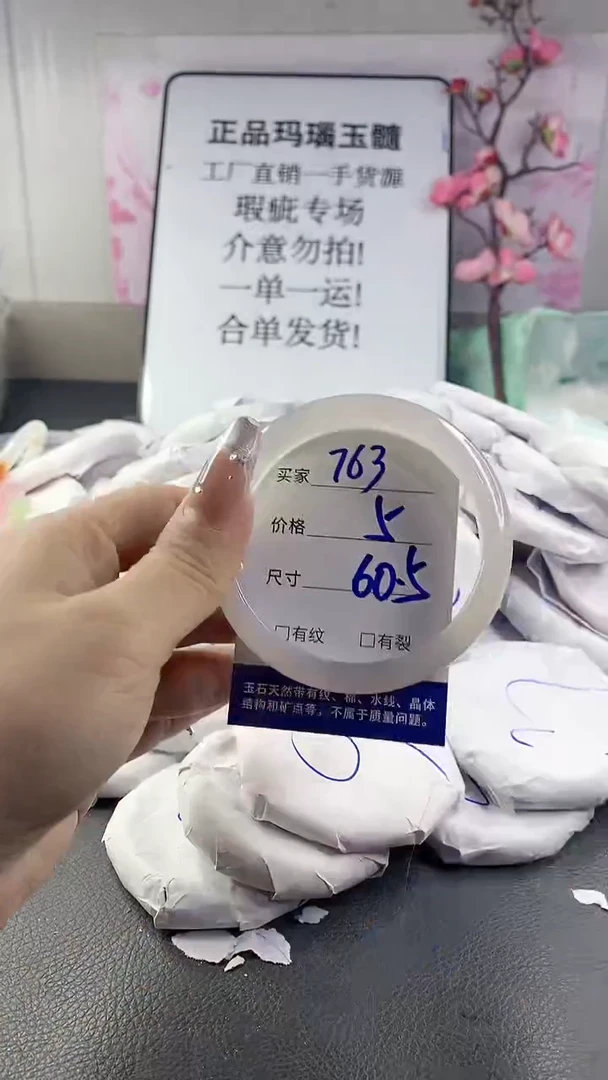 正品玛瑙玉髓
工厂直销一手货源
瑕疵专场
介意勿拍!
一单一运!
合单发货!
买家 763
价格 5
尺寸 60.5
□有纹 □有裂
玉石天然带有纹、棉、水线、晶体
结构和矿点等，不属于质量问题。